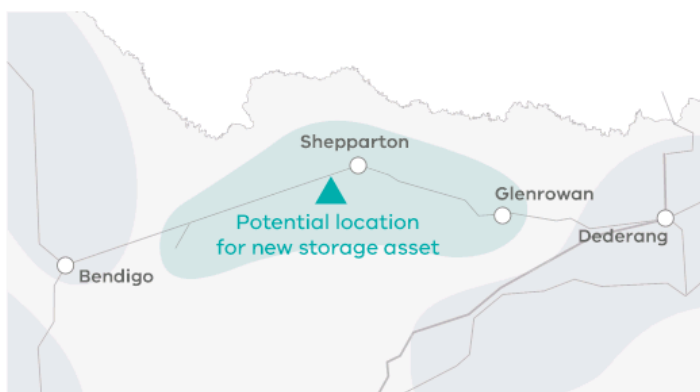 Shepparton
Glenrowan
Potential location
for new storage asset
Dederang
Bendigo